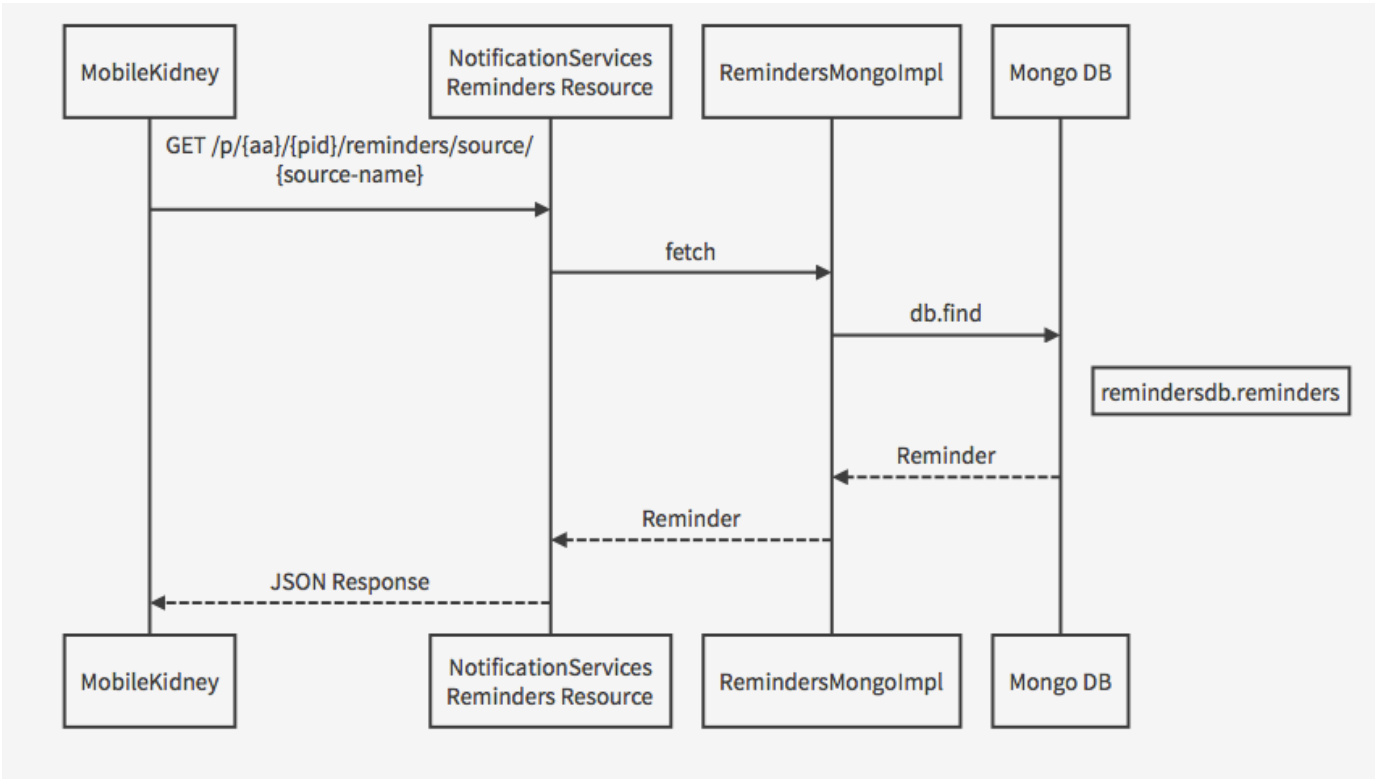 MobileKidney
NotificationServices
Reminders Resource
RemindersMongoImpl
Mongo DB
GET /p/{aa}/{pid}/reminders/source/
{source-name}
fetch
db.find
remindersdb.reminders
Reminder
Reminder
JSON Response
MobileKidney
NotificationServices
Reminders Resource
RemindersMongoImpl
Mongo DB